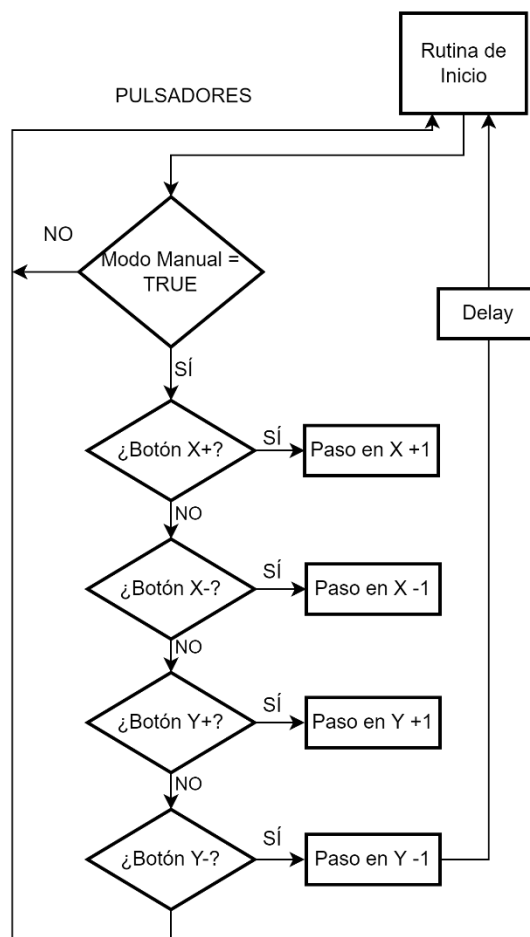 Rutina de
Inicio
PULSADORES
NO
Modo Manual =
TRUE
Delay
SÍ
¿Botón X+?
SÍ
Paso en X +1
NO
¿Botón X-?
SÍ
Paso en X -1
NO
¿Botón Y+?
SÍ
Paso en Y +1
NO
¿Botón Y-?
SÍ
Paso en Y -1